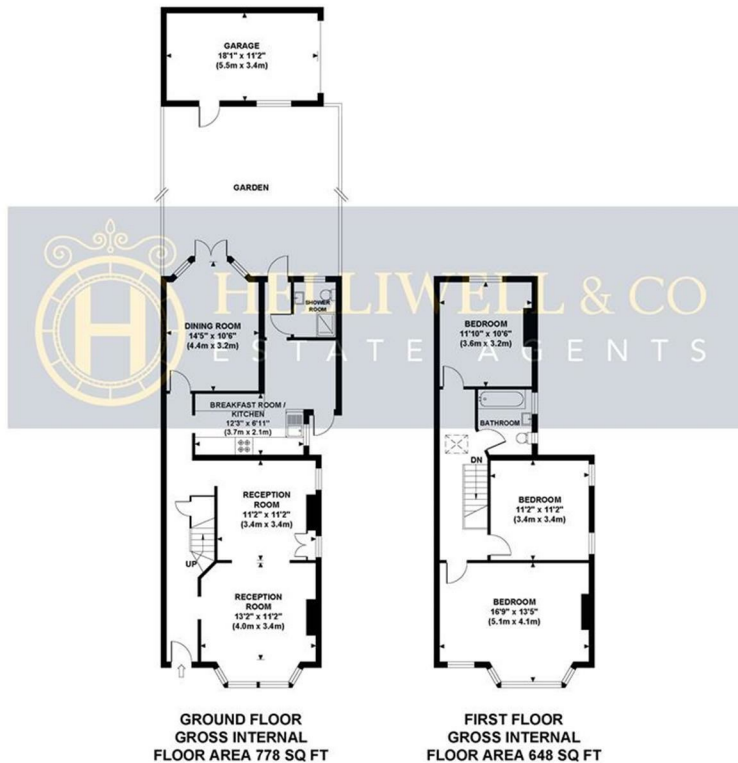 GARAGE
18'1" x 11'2"
(5.5m x 3.4m)
GARDEN
H
HELLIWELL & CO
ESTATE AGENTS
SHOWER
ROOM
DINING ROOM
14'5" x 10'6"
(4.4m x 3.2m)
BREAKFAST ROOM /
KITCHEN
12'3" x 6'11"
(3.7m x 2.1m)
RECEPTION
ROOM
11'2" x 11'2"
(3.4m x 3.4m)
UP
RECEPTION
ROOM
13'2" x 11'2"
(4.0m x 3.4m)
GROUND FLOOR
GROSS INTERNAL
FLOOR AREA 778 SQ FT
BEDROOM
11'10" x 10'6"
(3.6m x 3.2m)
BATHROOM
DN
BEDROOM
11'2" x 11'2"
(3.4m x 3.4m)
BEDROOM
16'9" x 13'5"
(5.1m x 4.1m)
FIRST FLOOR
GROSS INTERNAL
FLOOR AREA 648 SQ FT